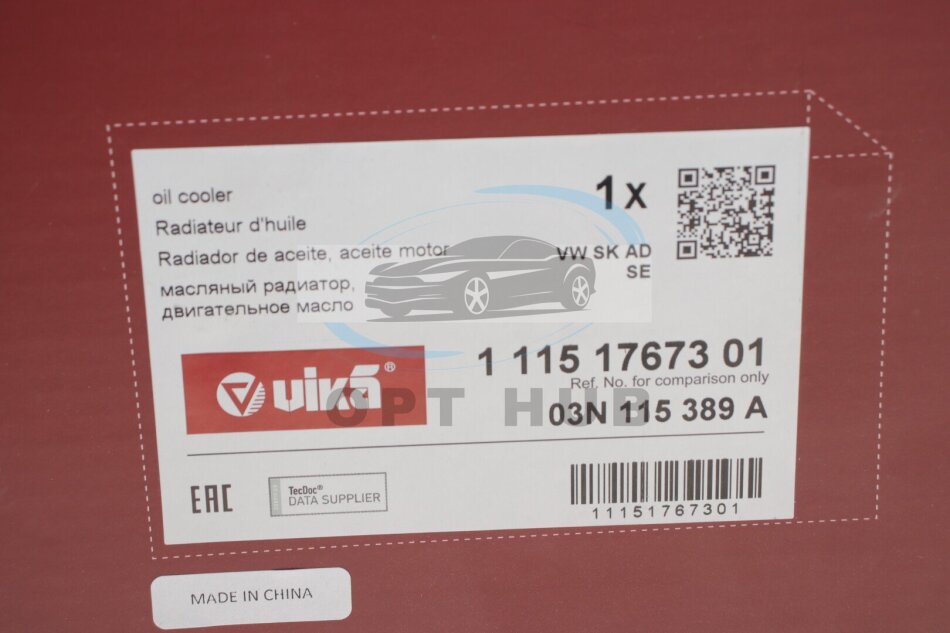 oil cooler
Radiateur d'huile
Radiador de aceite, aceite motor
масляный радиатор,
двигательное масло
1 x
VW SK AD
SE
vika®
1 115 17673 01
Ref. No. for comparison only
03N 115 389 A
OPT HUB
EAC
TecDoc®
DATA SUPPLIER
11151767301
MADE IN CHINA